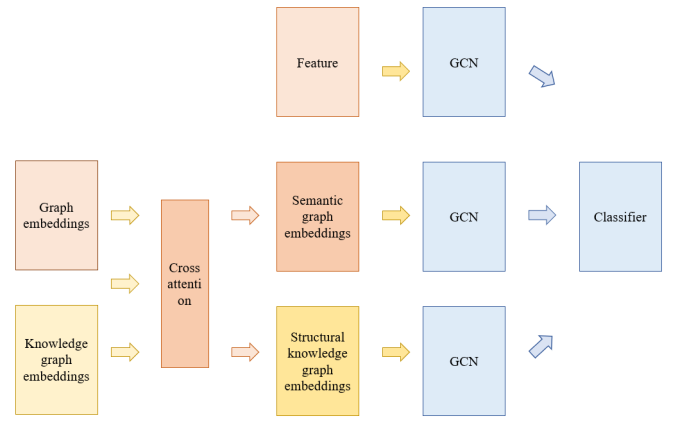 Feature
GCN
Graph
embeddings
Semantic
graph
embeddings
GCN
Classifier
Cross
attenti
on
Knowledge
graph
embeddings
Structural
knowledge
graph
embeddings
GCN